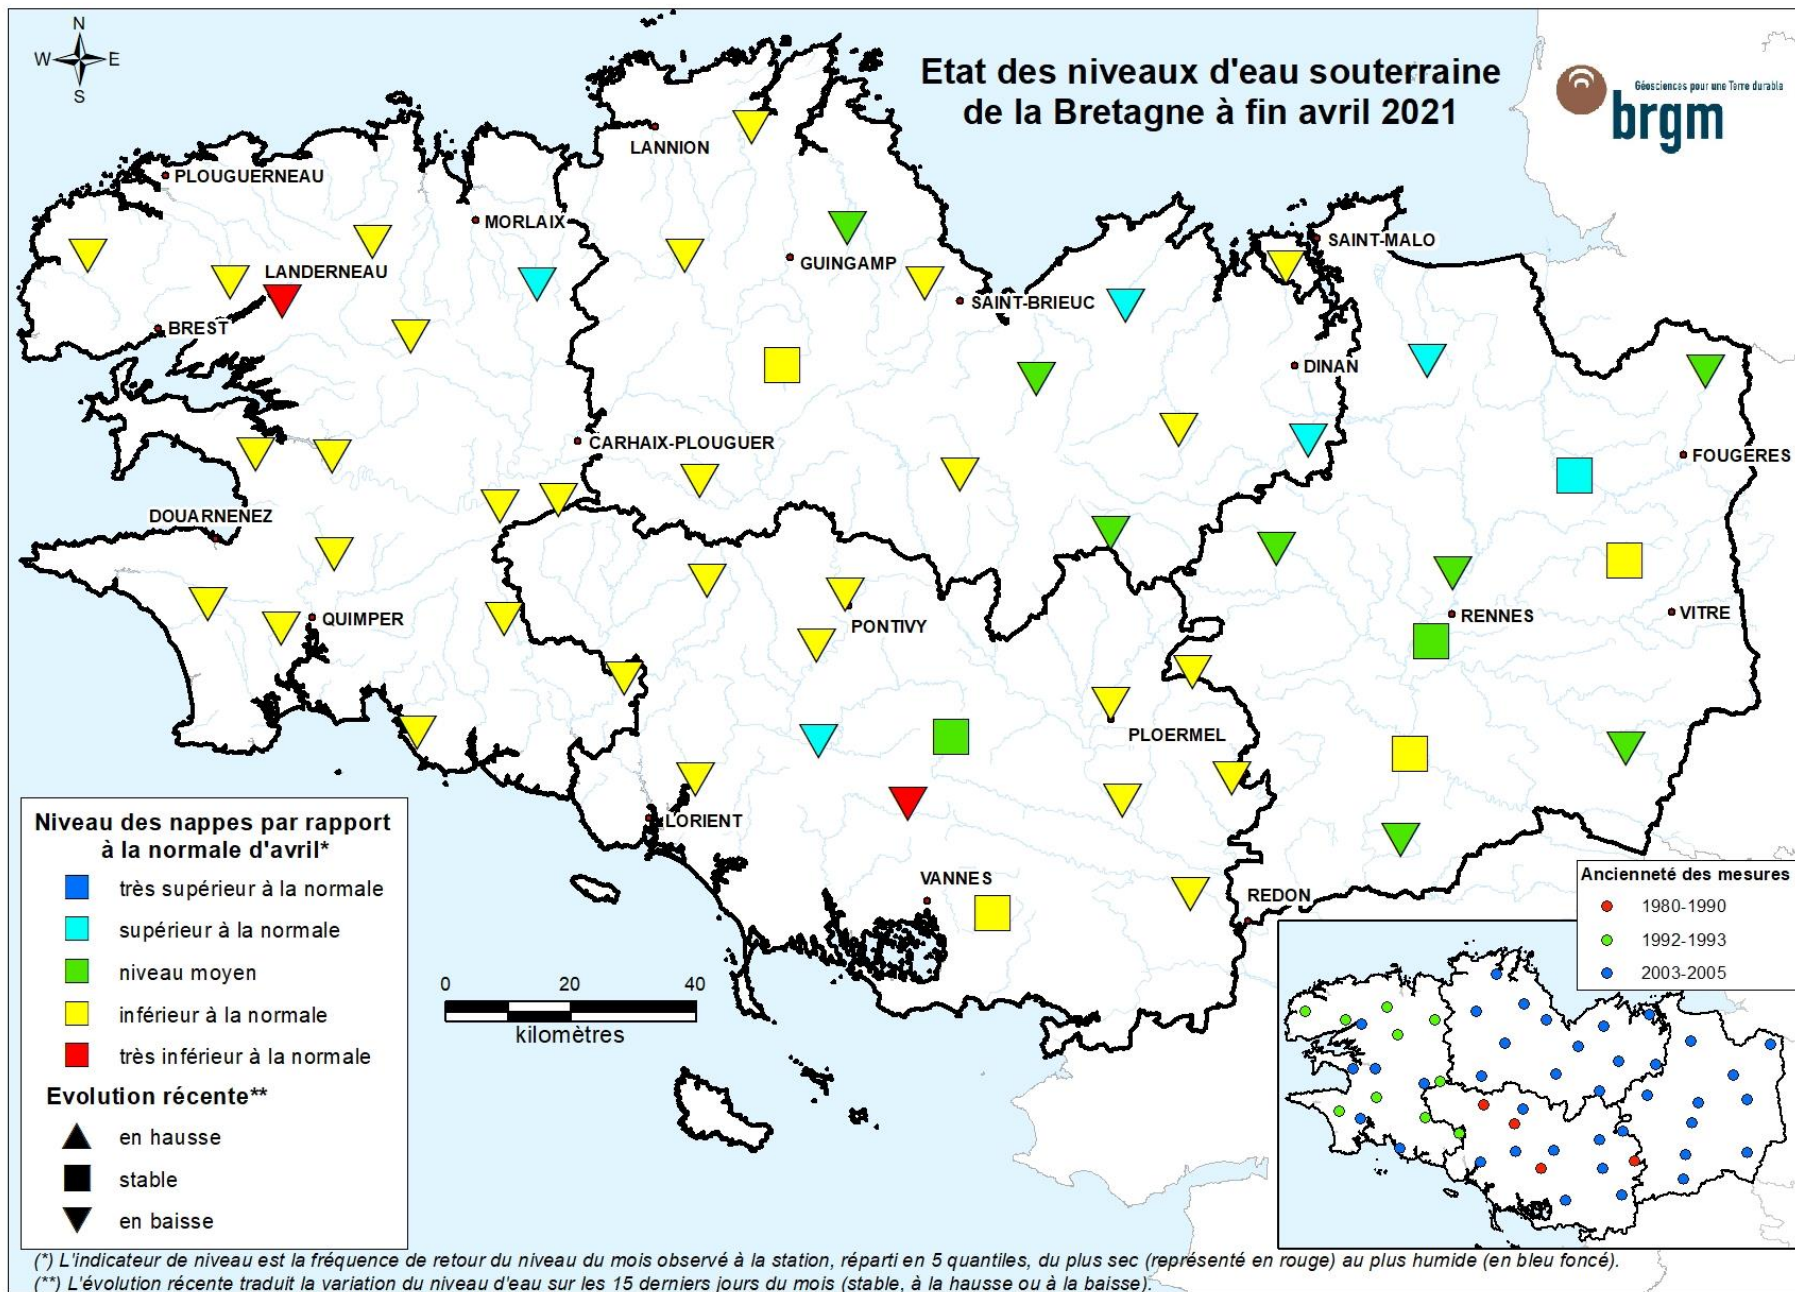 N
W E
S
Etat des niveaux d'eau souterraine
de la Bretagne à fin avril 2021
Géosciences pour une Terre durable
brgm
LANNION
PLOUGUERNEAU
MORLAIX
SAINT-MALO
GUINGAMP
LANDERNEAU
SAINT-BRIEUC
BREST
DINAN
CARHAIX-PLOUGUER
FOUGERES
DOUARNENEZ
QUIMPER
PONTIVY
RENNES
VITRE
PLOERMEL
LORIENT
VANNES
REDON
Niveau des nappes par rapport
à la normale d'avril*
très supérieur à la normale
supérieur à la normale
niveau moyen
inférieur à la normale
très inférieur à la normale
Evolution récente**
en hausse
stable
en baisse
0 20 40
kilomètres
Ancienneté des mesures
1980-1990
1992-1993
2003-2005
(*) L'indicateur de niveau est la fréquence de retour du niveau du mois observé à la station, réparti en 5 quantiles, du plus sec (représenté en rouge) au plus humide (en bleu foncé).
(**) L'évolution récente traduit la variation du niveau d'eau sur les 15 derniers jours du mois (stable, à la hausse ou à la baisse).